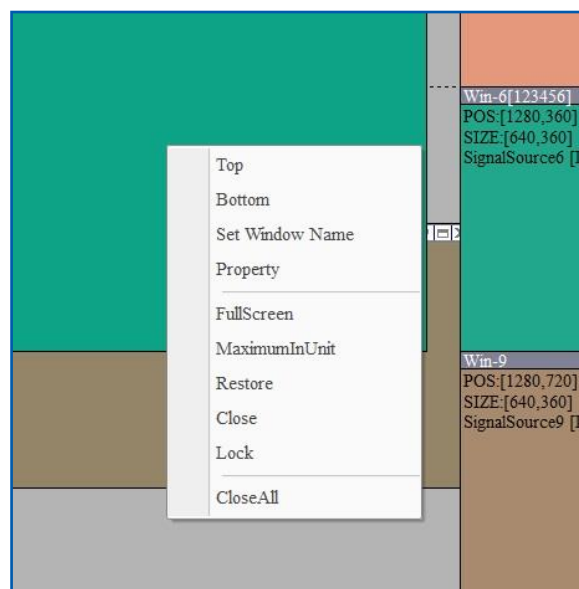 Win-6[123456]
POS:[1280,360]
SIZE:[640,360]
SignalSource6 [
Top
Bottom
Set Window Name
Property
FullScreen
MaximumInUnit
Restore
Close
Lock
CloseAll
Win-9
POS:[1280,720]
SIZE:[640,360]
SignalSource9 [